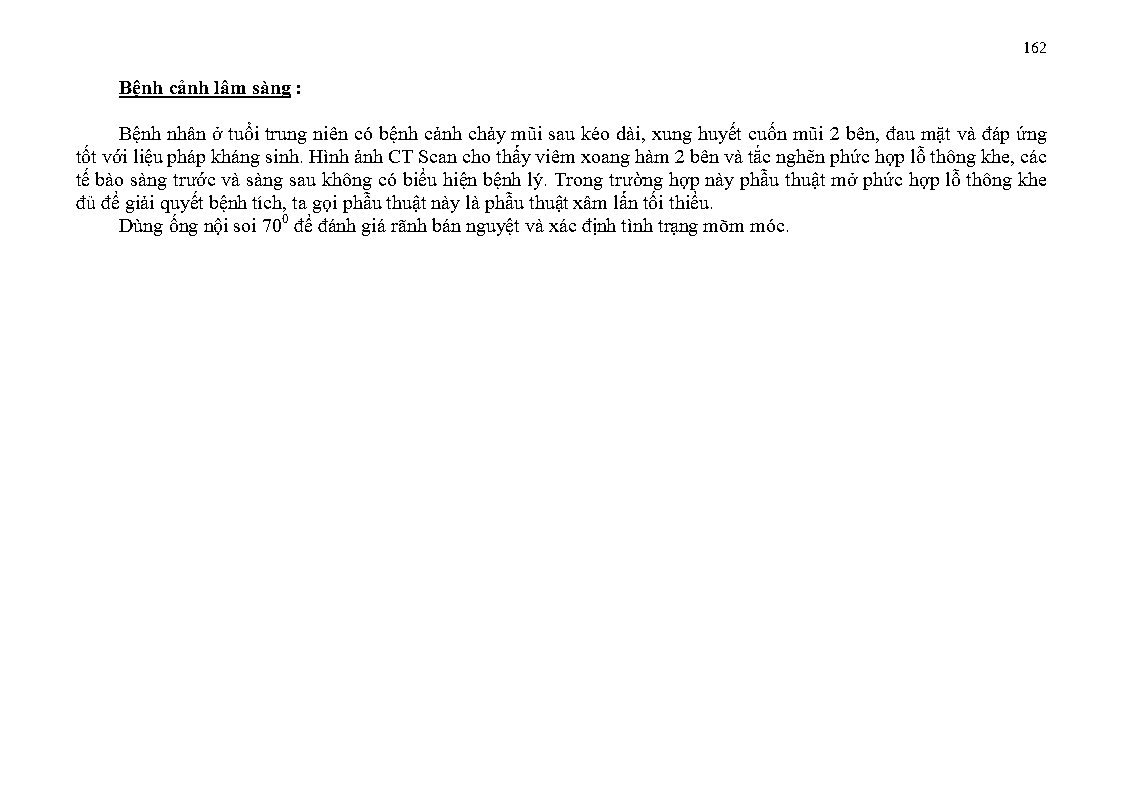 162
Bệnh cảnh lâm sàng :
Bệnh nhân ở tuổi trung niên có bệnh cảnh chảy mũi sau kéo dài, xung huyết cuốn mũi 2 bên, đau mặt và đáp ứng
tốt với liệu pháp kháng sinh. Hình ảnh CT Scan cho thấy viêm xoang hàm 2 bên và tắc nghẽn phức hợp lỗ thông khe, các
tế bào sàng trước và sàng sau không có biểu hiện bệnh lý. Trong trường hợp này phẫu thuật mở phức hợp lỗ thông khe
đủ để giải quyết bệnh tích, ta gọi phẫu thuật này là phẫu thuật xâm lấn tối thiểu.
Dùng ống nội soi 70⁰ để đánh giá rãnh bán nguyệt và xác định tình trạng mõm móc.